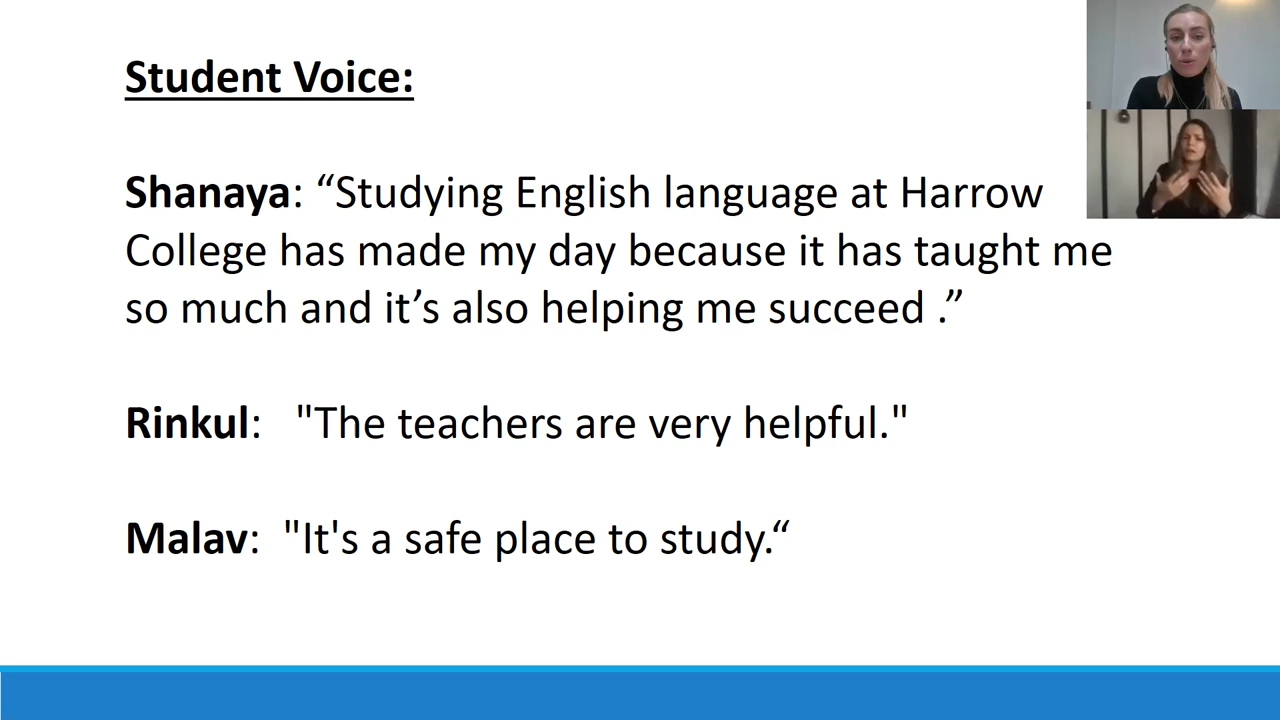 Student Voice:
Shanaya: “Studying English language at Harrow
College has made my day because it has taught me
so much and it’s also helping me succeed .”
Rinkul:   "The teachers are very helpful."
Malav:  "It's a safe place to study.“